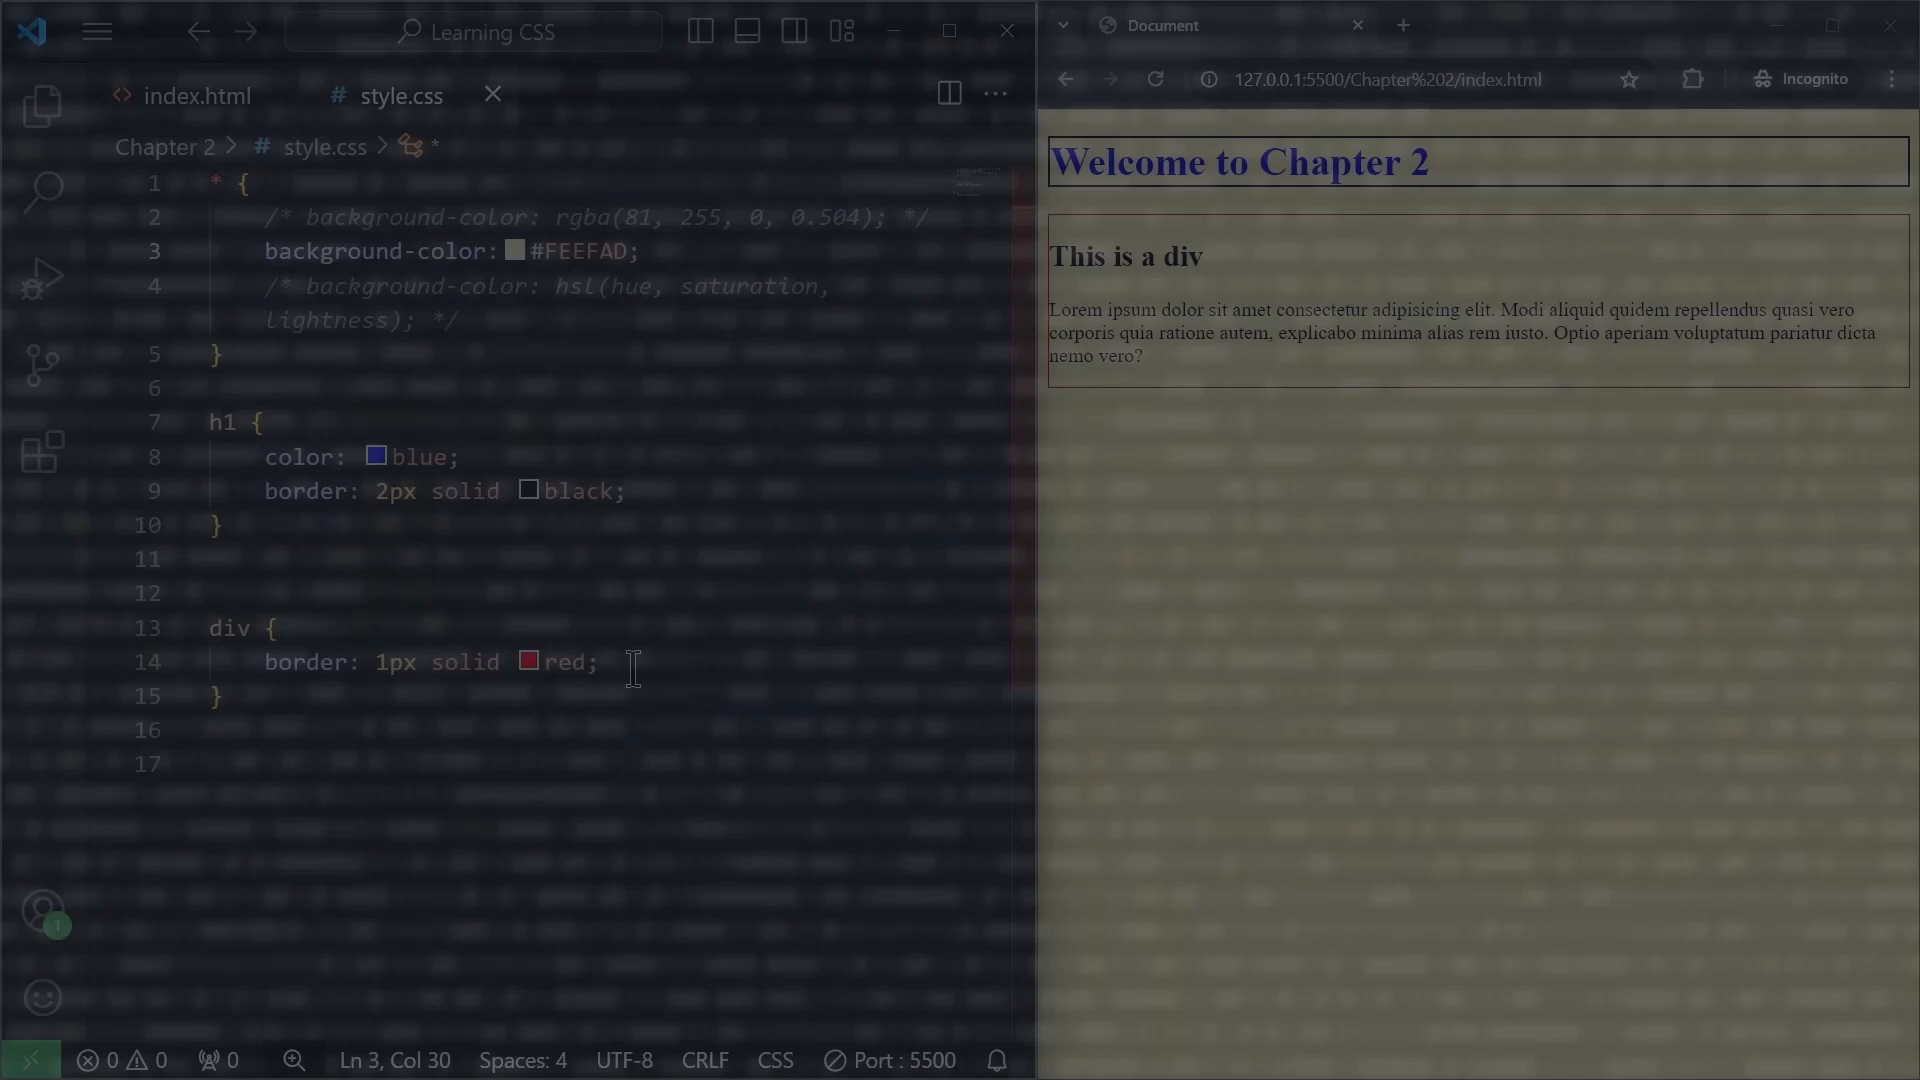 Learning CSS
index.html
# style.css
Chapter 2 > # style.css > *
1 * {
2 /* background-color: rgba(81, 255, 0, 0.504); */
3 background-color: #FEEFAD;
4 /* background-color: hsl(hue, saturation,
lightness); */
5 }
6
7 h1 {
8 color: blue;
9 border: 2px solid black;
10 }
11
12
13 div {
14 border: 1px solid red;
15 }
16
17
1
0 0 0
Ln 3, Col 30 Spaces: 4 UTF-8 CRLF CSS Port : 5500
Document
127.0.0.1:5500/Chapter%202/index.html
Incognito
Welcome to Chapter 2
This is a div
Lorem ipsum dolor sit amet consectetur adipisicing elit. Modi aliquid quidem repellendus quasi vero
corporis quia ratione autem, explicabo minima alias rem iusto. Optio aperiam voluptatum pariatur dicta
nemo vero?